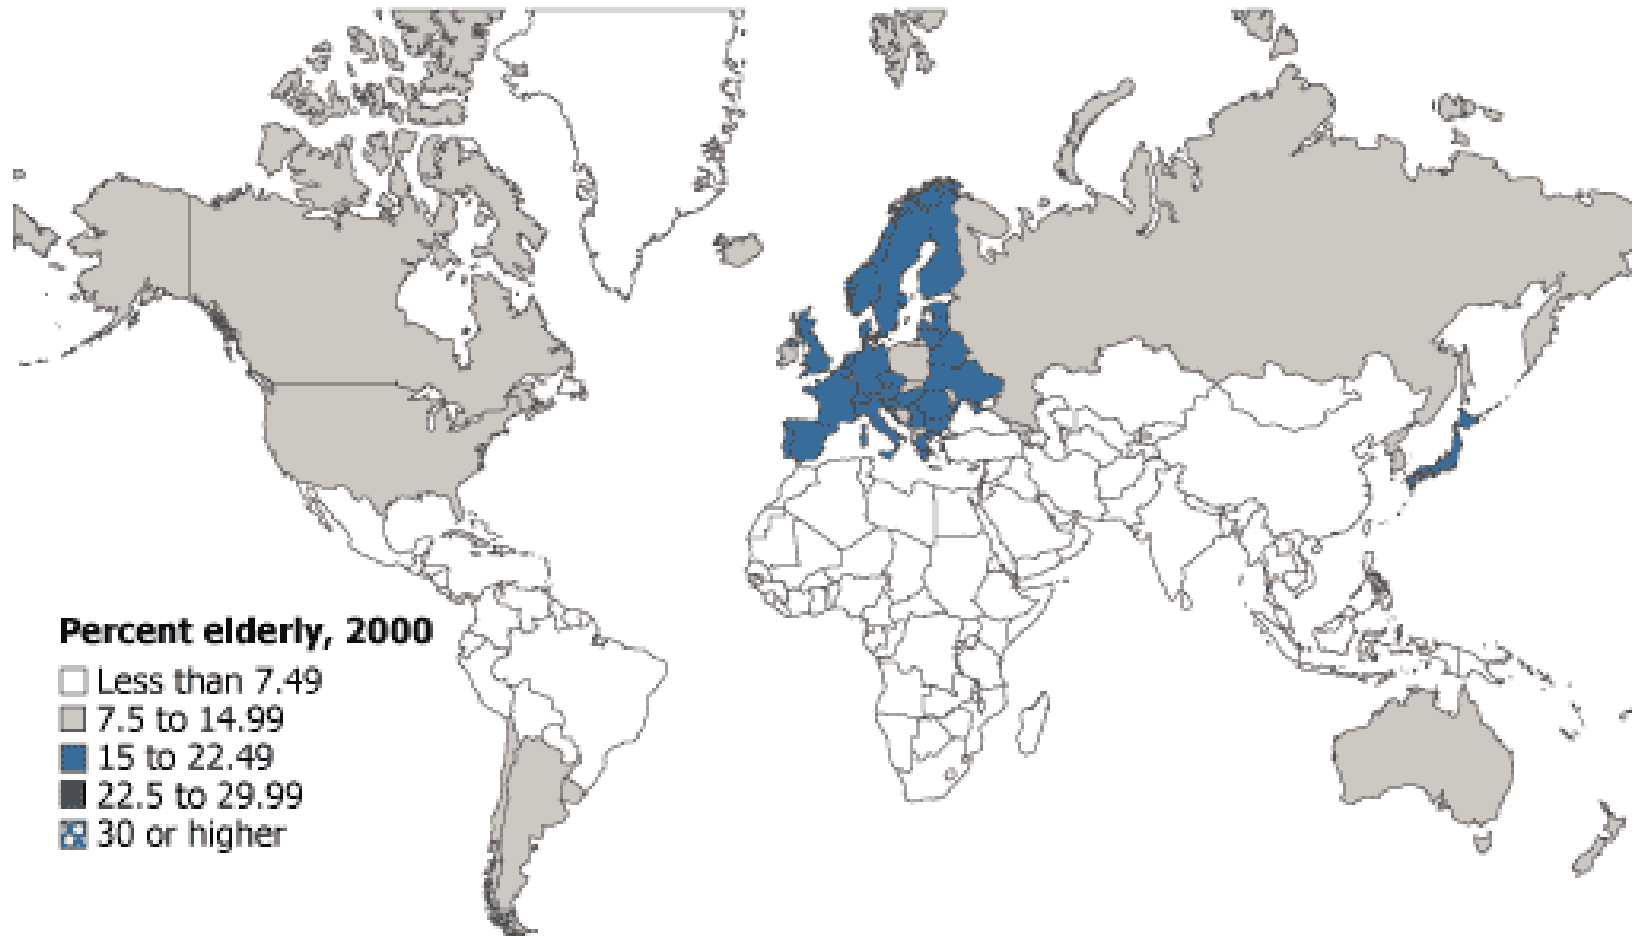 Percent elderly, 2000
Less than 7.49
7.5 to 14.99
15 to 22.49
22.5 to 29.99
30 or higher